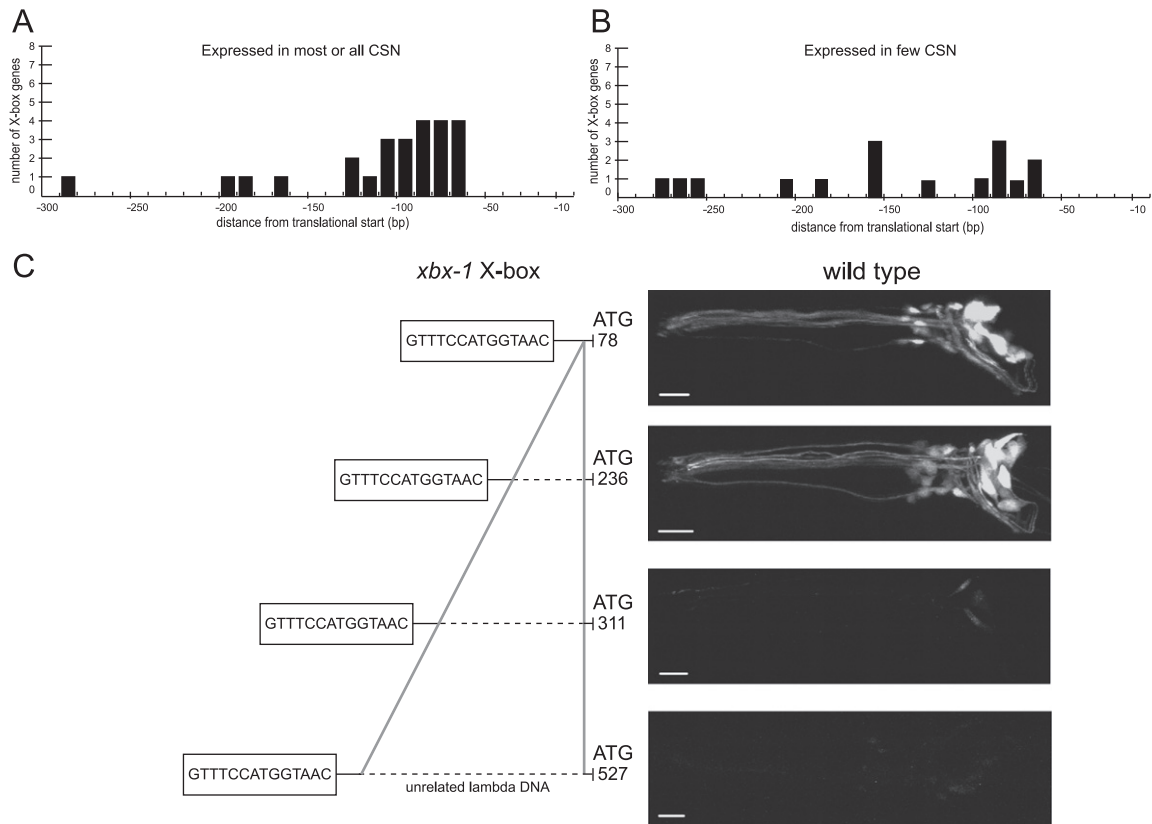 A
Expressed in most or all CSN
number of X-box genes
8
7
6
5
4
3
2
1
0
-300 -250 -200 -150 -100 -50 -10
distance from translational start (bp)
B
Expressed in few CSN
number of X-box genes
8
7
6
5
4
3
2
1
0
-300 -250 -200 -150 -100 -50 -10
distance from translational start (bp)
C
xbx-1 X-box
wild type
GTTTCCATGGTAAC
ATG
78
GTTTCCATGGTAAC
ATG
236
GTTTCCATGGTAAC
ATG
311
GTTTCCATGGTAAC
ATG
527
unrelated lambda DNA